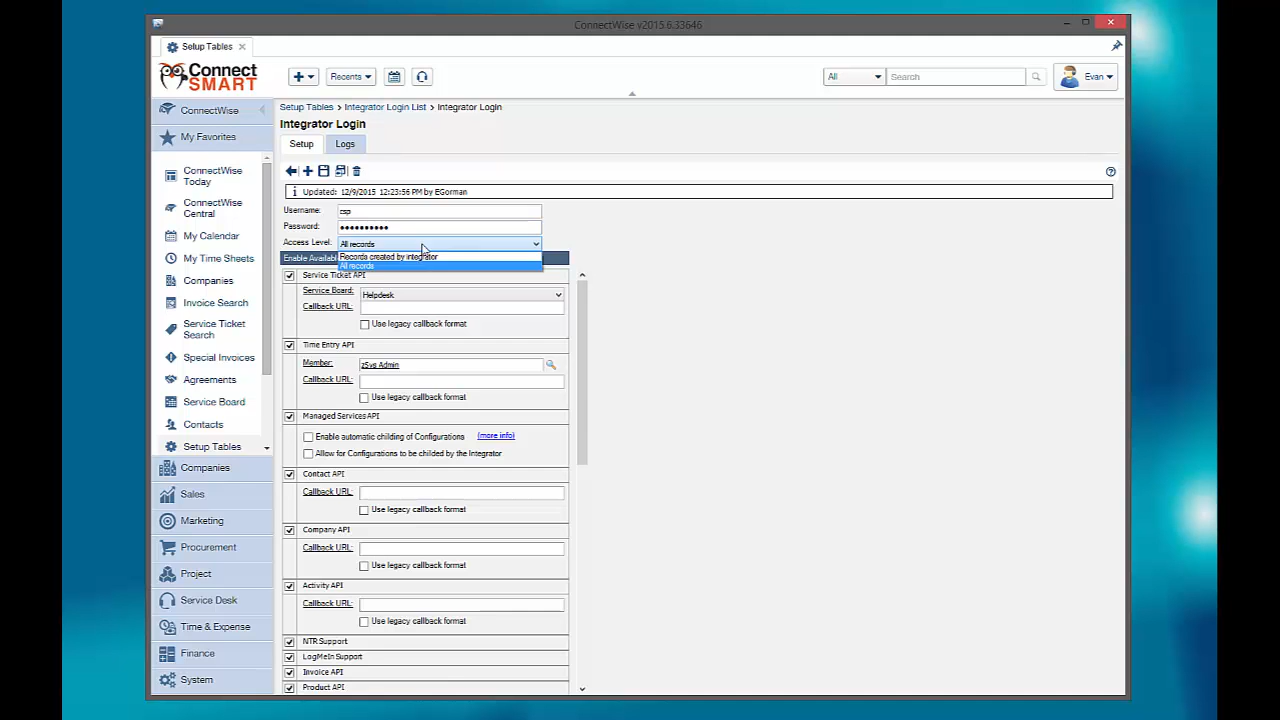 ConnectWise v2015.6.33646
Setup Tables
Connect
SMART
Recents
All
Search
Evan
ConnectWise
My Favorites
ConnectWise
Today
ConnectWise
Central
My Calendar
My Time Sheets
Companies
Invoice Search
Service Ticket
Search
Special Invoices
Agreements
Service Board
Contacts
Setup Tables
Companies
Sales
Marketing
Procurement
Project
Service Desk
Time & Expense
Finance
System
Setup Tables > Integrator Login List > Integrator Login
Integrator Login
Setup
Logs
Updated: 12/9/2015 12:23:56 PM by EGorman
Username:
Password: ●●●●●●●●●●
Access Level: All records
Records created by integrator
All records
Enable Availab
Service Ticket API
Service Board: Helpdesk
Callback URL:
Use legacy callback format
Time Entry API
Member: zSys Admin
Callback URL:
Use legacy callback format
Managed Services API
Enable automatic childing of Configurations (more info)
Allow for Configurations to be childed by the Integrator
Contact API
Callback URL:
Use legacy callback format
Company API
Callback URL:
Use legacy callback format
Activity API
Callback URL:
Use legacy callback format
NTR Support
LogMeIn Support
Invoice API
Product API